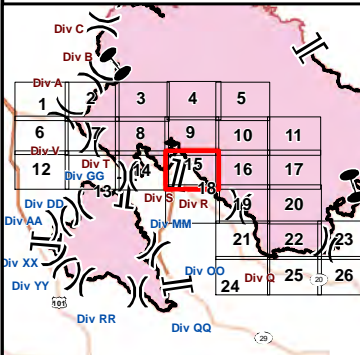 Div C
Div B
Div A
1
2
3
4
5
6
Div V
7
8
9
10
11
12
Div T
Div GG
13
14
15
16
17
18
Div S
Div R
19
20
Div DD
Div AA
Div MM
21
22
23
Div XX
Div YY
Div OO
Div Q
24
25
26
20
101
Div RR
Div QQ
29